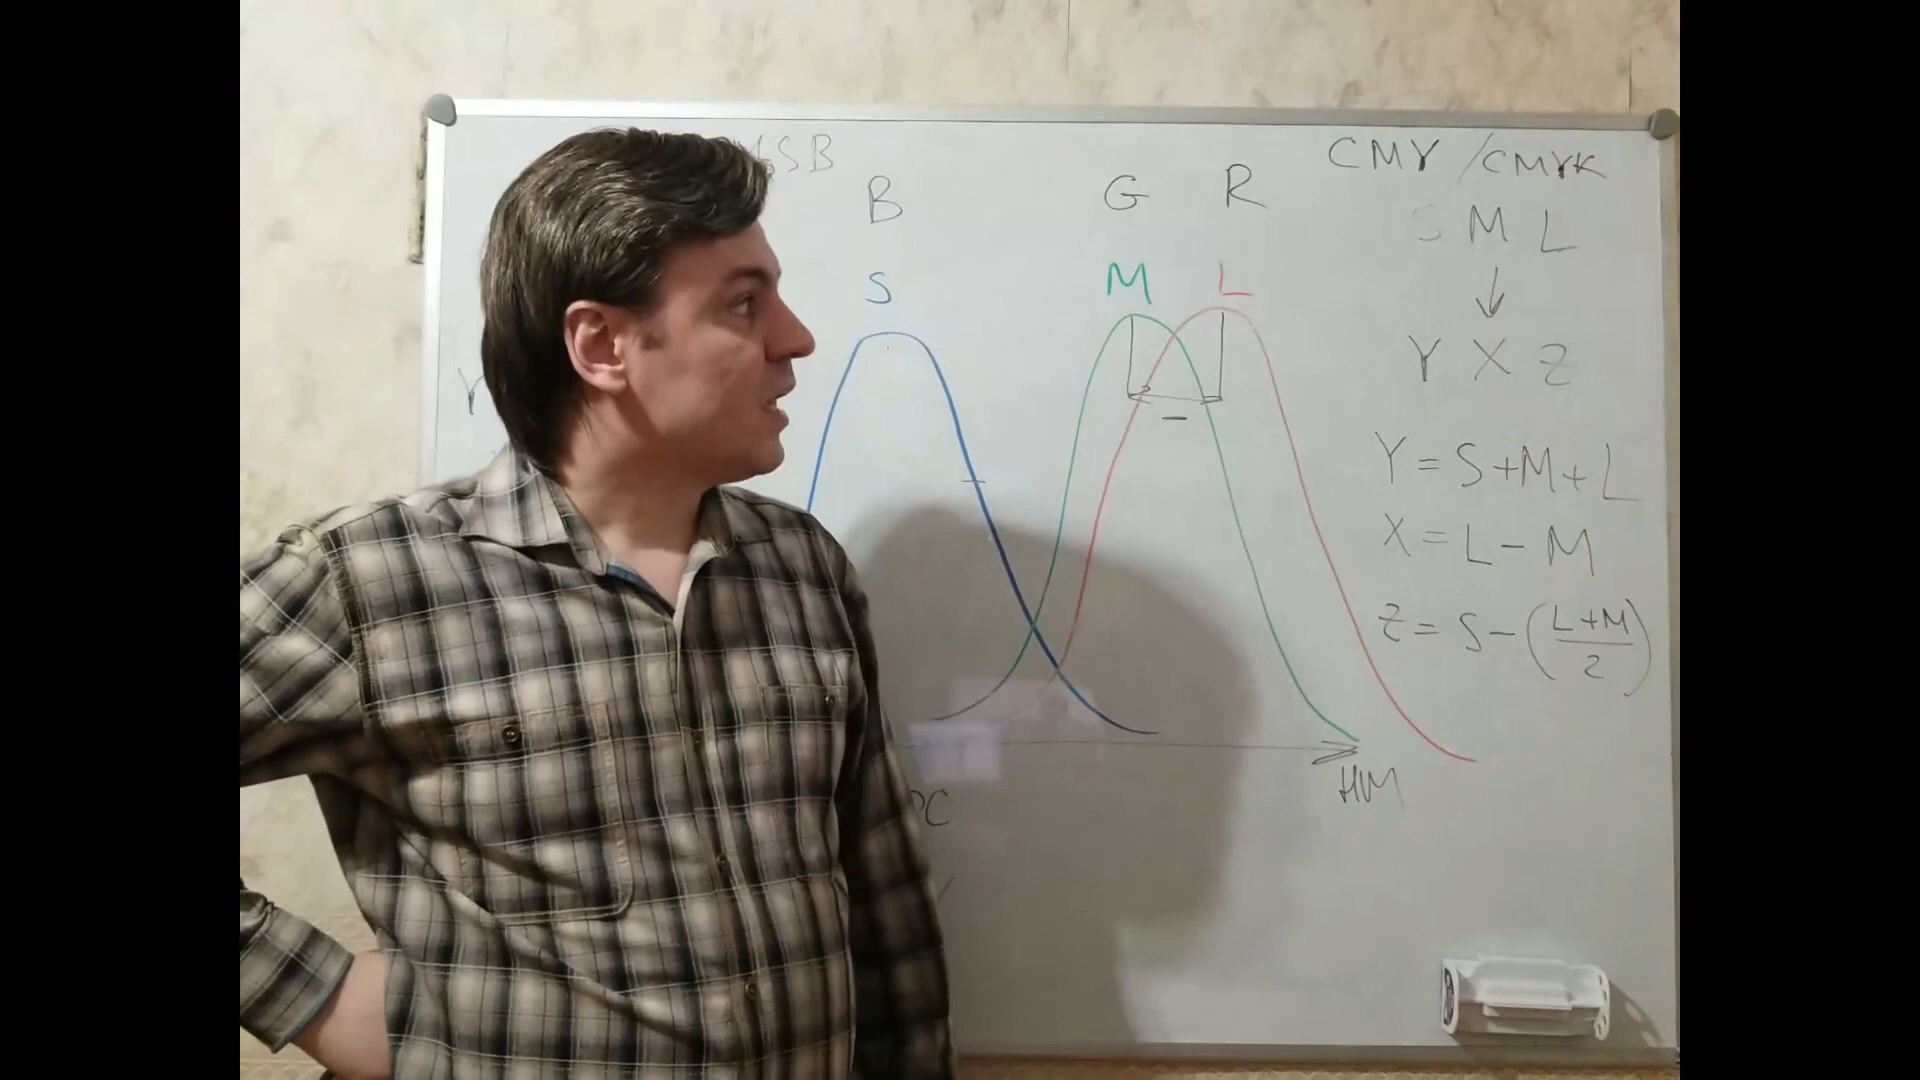 B G R
CMY / CMYK
S M L
S M L
Y X Z
Y = S + M + L
X = L - M
Z = S - (L+M / 2)
нм